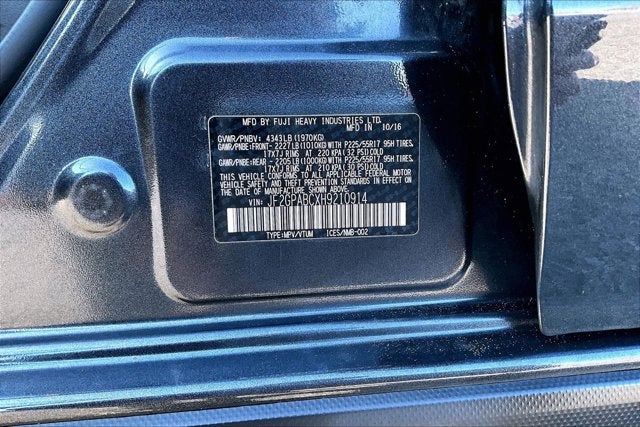 MFD BY FUJI HEAVY INDUSTRIES LTD.
IN 10/16
GVWR/PNBV: 4343LB (1970KG)
GAWR/PNBE:FRONT- 2227LB(1010KG) WITH P225/55R17 95H TIRES.
17X7J RIMS AT 220 KPA (32 PSI)COLD
GAWR/PNBE:REAR - 2205LB(1000KG) WITH P225/55R17 95H TIRES.
17X7J RIMS AT 210 KPA (30 PSI)COLD
THIS VEHICLE CONFORMS TO ALL APPLICABLE FEDERAL MOTOR
VEHICLE SAFETY STANDARDS IN EFFECT ON
THE DATE OF MANUFACTURE SHOWN ABOVE.
VIN: JF2GPABCXH9210914
TYPE:MPV/VTUM ICES/NMB-002